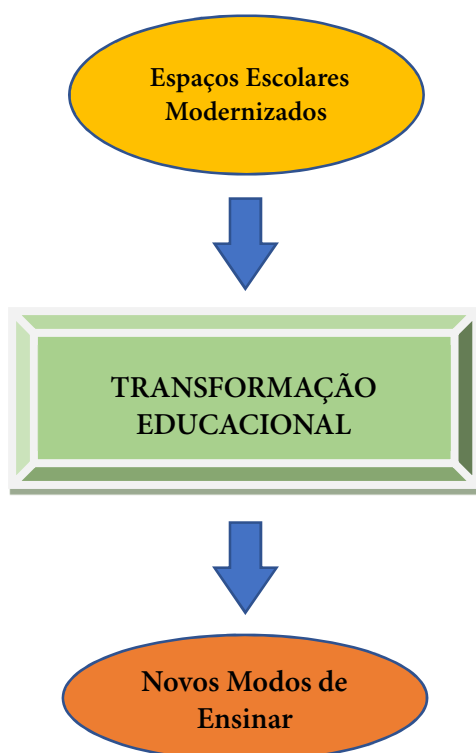 Espaços Escolares
Modernizados
TRANSFORMAÇÃO
EDUCACIONAL
Novos Modos de
Ensinar